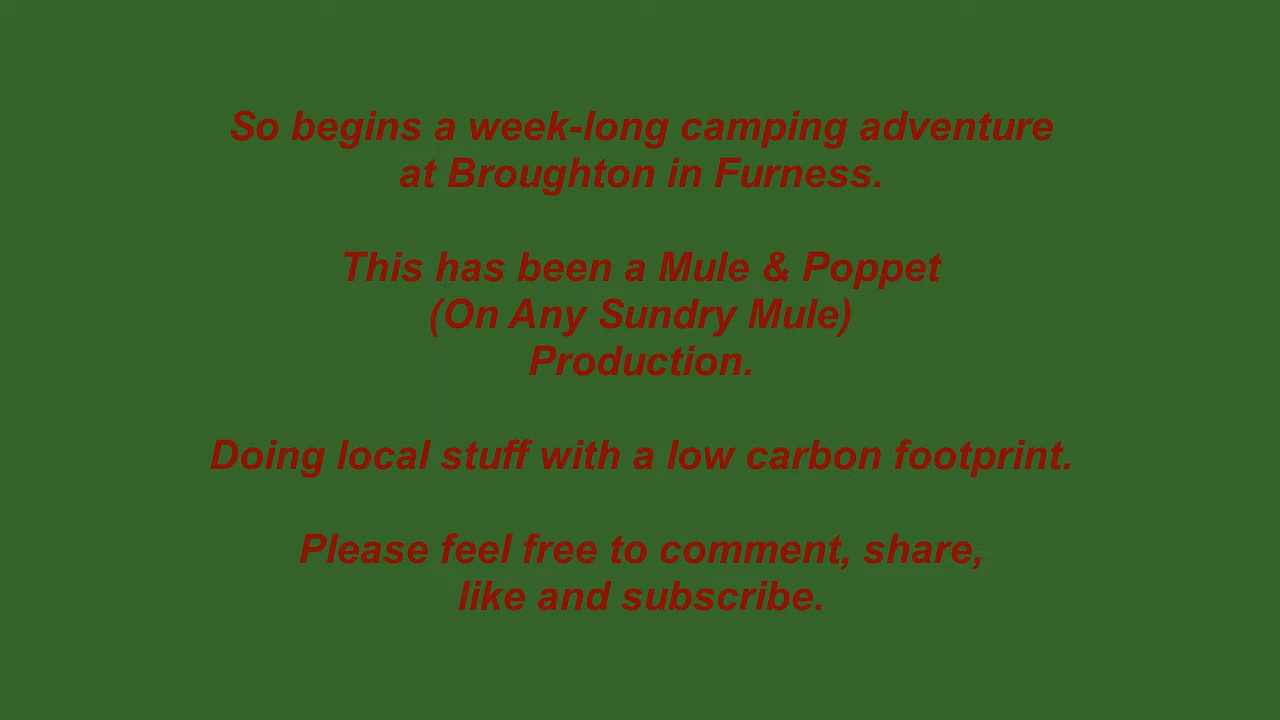 So begins a week-long camping adventure
at Broughton in Furness.
This has been a Mule & Poppet
(On Any Sundry Mule)
Production.
Doing local stuff with a low carbon footprint.
Please feel free to comment, share,
like and subscribe.